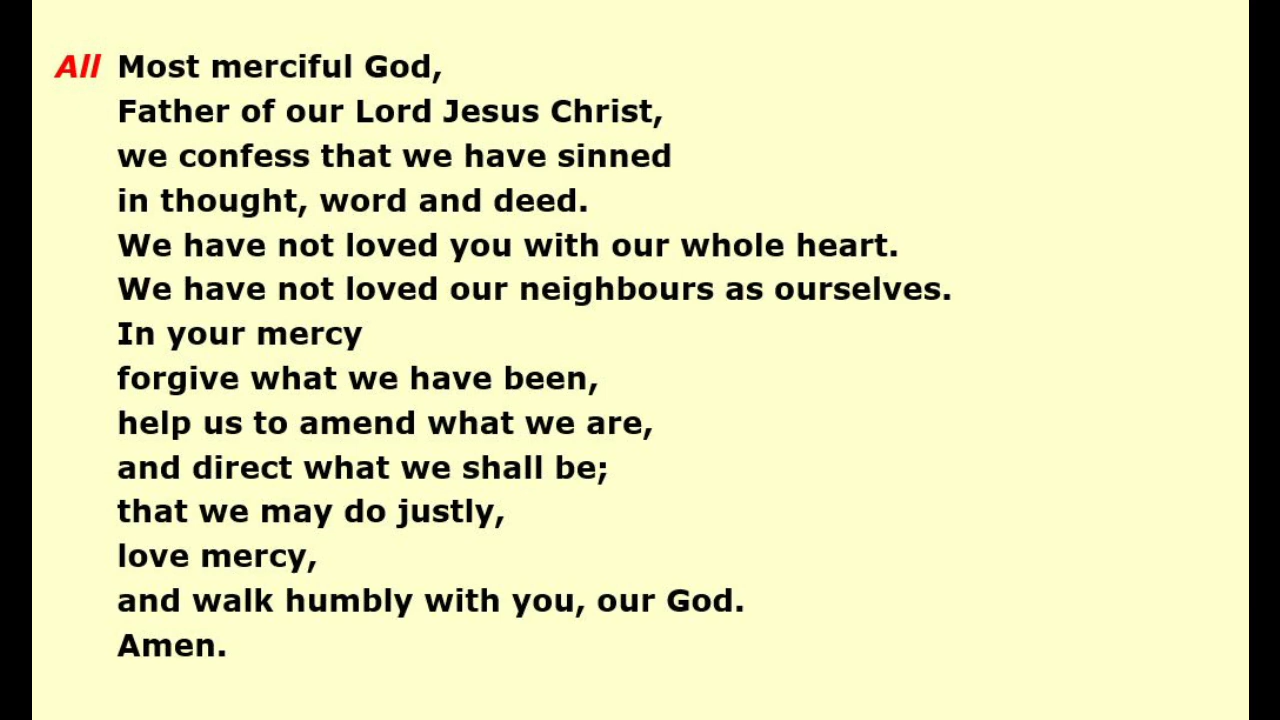 All Most merciful God,
Father of our Lord Jesus Christ,
we confess that we have sinned
in thought, word and deed.
We have not loved you with our whole heart.
We have not loved our neighbours as ourselves.
In your mercy
forgive what we have been,
help us to amend what we are,
and direct what we shall be;
that we may do justly,
love mercy,
and walk humbly with you, our God.
Amen.